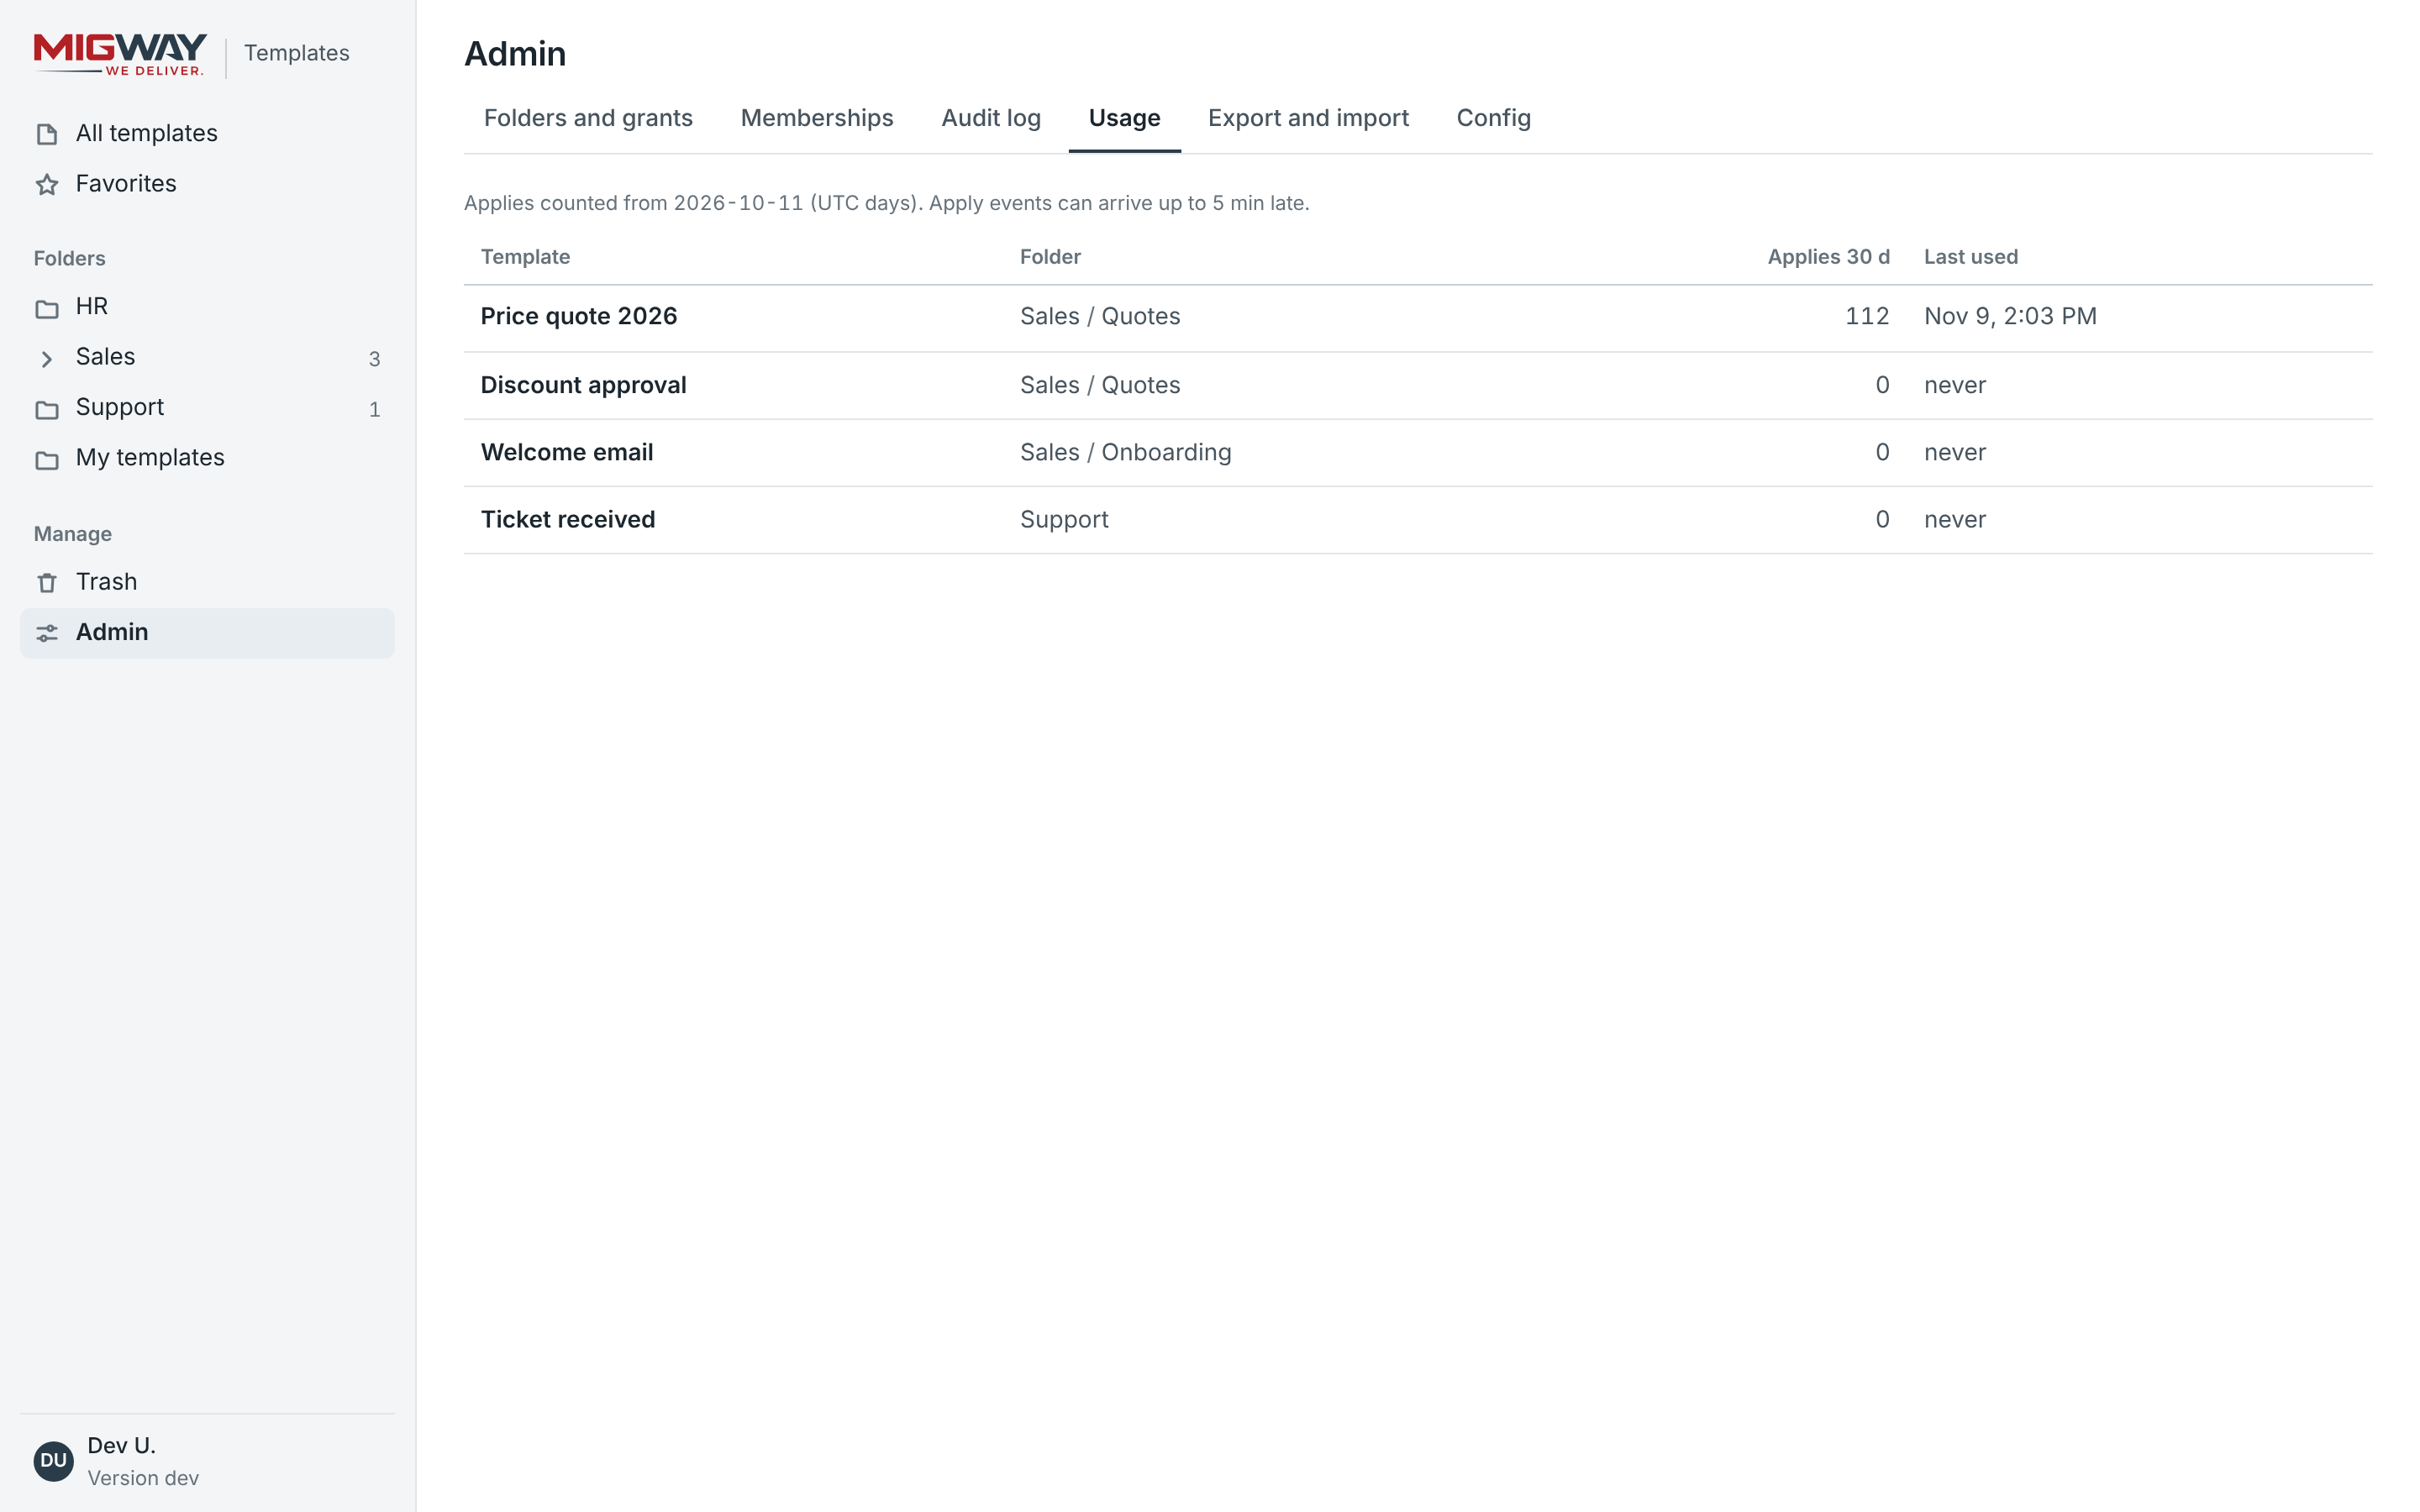 MIGWAY
WE DELIVER.
Templates
All templates
Favorites
Folders
HR
Sales 3
Support 1
My templates
Manage
Trash
Admin
DU
Dev U.
Version dev
Admin
Folders and grants Memberships Audit log Usage Export and import Config
Applies counted from 2026-10-11 (UTC days). Apply events can arrive up to 5 min late.
Template Folder Applies 30 d Last used
Price quote 2026 Sales / Quotes 112 Nov 9, 2:03 PM
Discount approval Sales / Quotes 0 never
Welcome email Sales / Onboarding 0 never
Ticket received Support 0 never